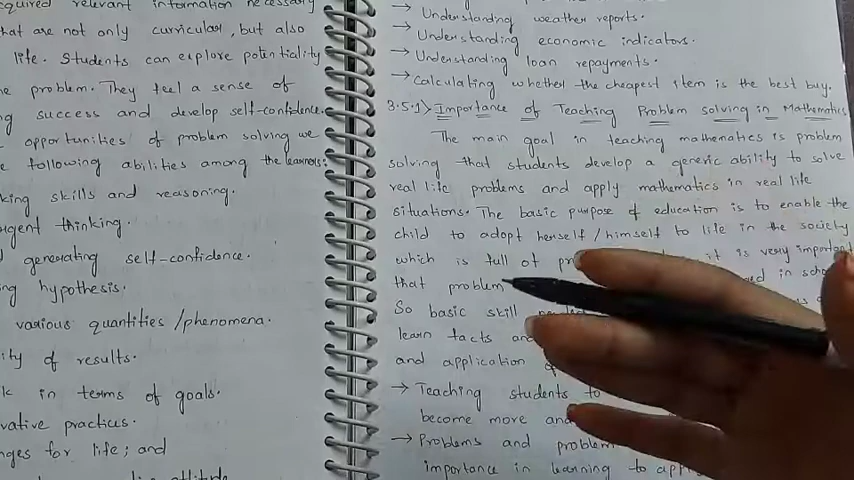 quired relevant information necessary
hat are not only curricular, but also
life. Students can explore potentiality
e problem. They feel a sense of
g success and develop self-confidence.
opportunities of problem solving we
e following abilities among the learners:
king skills and reasoning.
rgent thinking.
generating self-confidence.
ng hypothesis.
various quantities/phenomena.
ity of results.
k in terms of goals.
vative practices.
nges for life; and
→ Understanding weather reports.
→ Understanding economic indicators.
→ Understanding loan repayments.
→ Calculating whether the cheapest item is the best buy.
3.5.1) Importance of Teaching Problem solving in Mathematics
The main goal in teaching mathematics is problem
solving that students develop a generic ability to solve
real life problems and apply mathematics in real life
situations. The basic purpose of education is to enable the
child to adopt herself/himself to life in the society
which is full of it is very important
that problem in
So basic skill
learn facts
and application
→ Teaching students to
become more
→ Problems and
importance in learning to